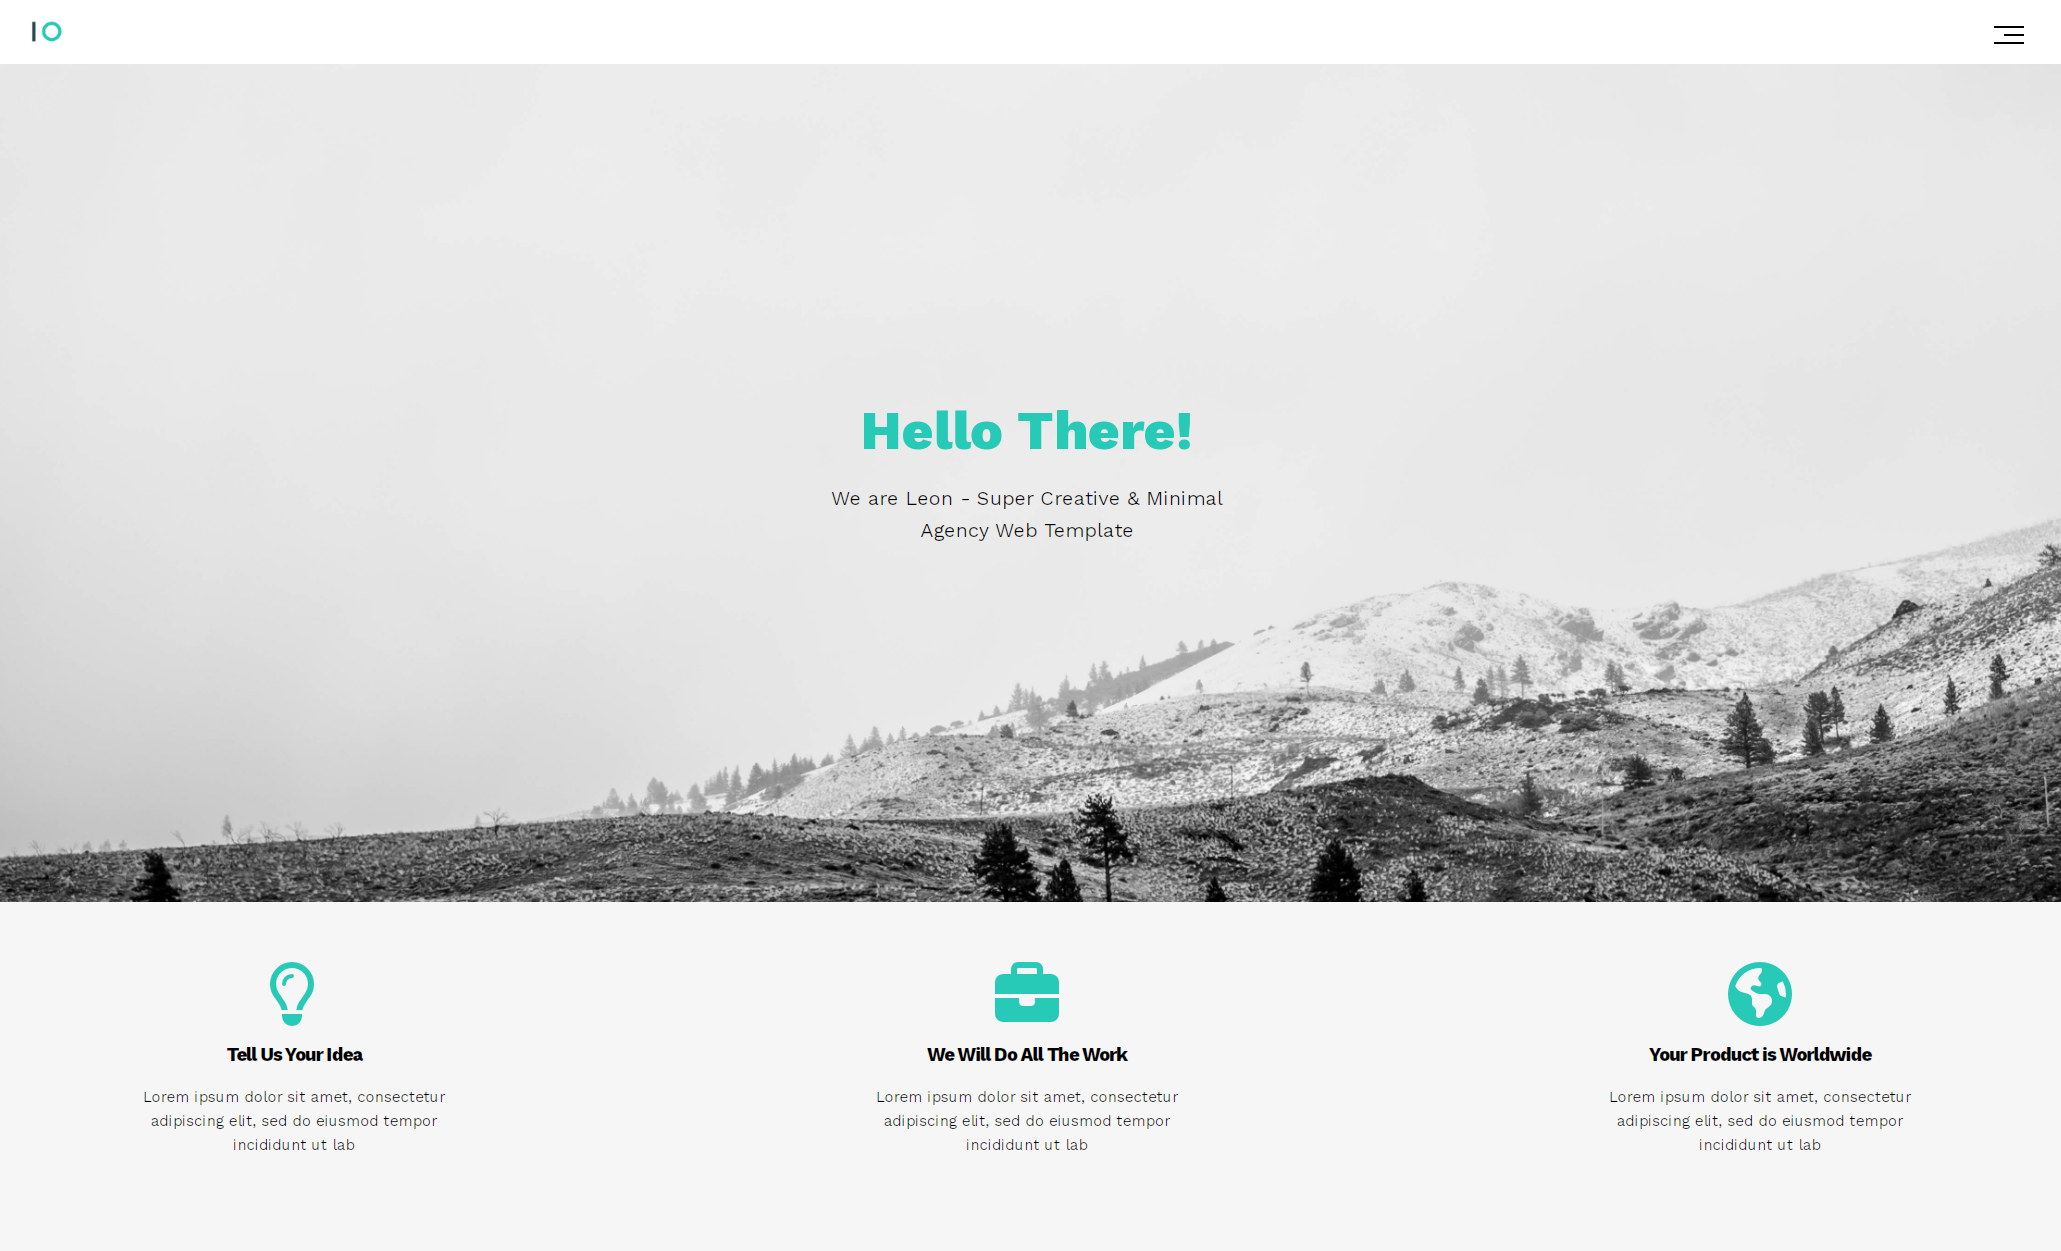 IO
Hello There!
We are Leon - Super Creative & Minimal
Agency Web Template
Tell Us Your Idea
Lorem ipsum dolor sit amet, consectetur
adipiscing elit, sed do eiusmod tempor
incididunt ut lab
We Will Do All The Work
Lorem ipsum dolor sit amet, consectetur
adipiscing elit, sed do eiusmod tempor
incididunt ut lab
Your Product is Worldwide
Lorem ipsum dolor sit amet, consectetur
adipiscing elit, sed do eiusmod tempor
incididunt ut lab